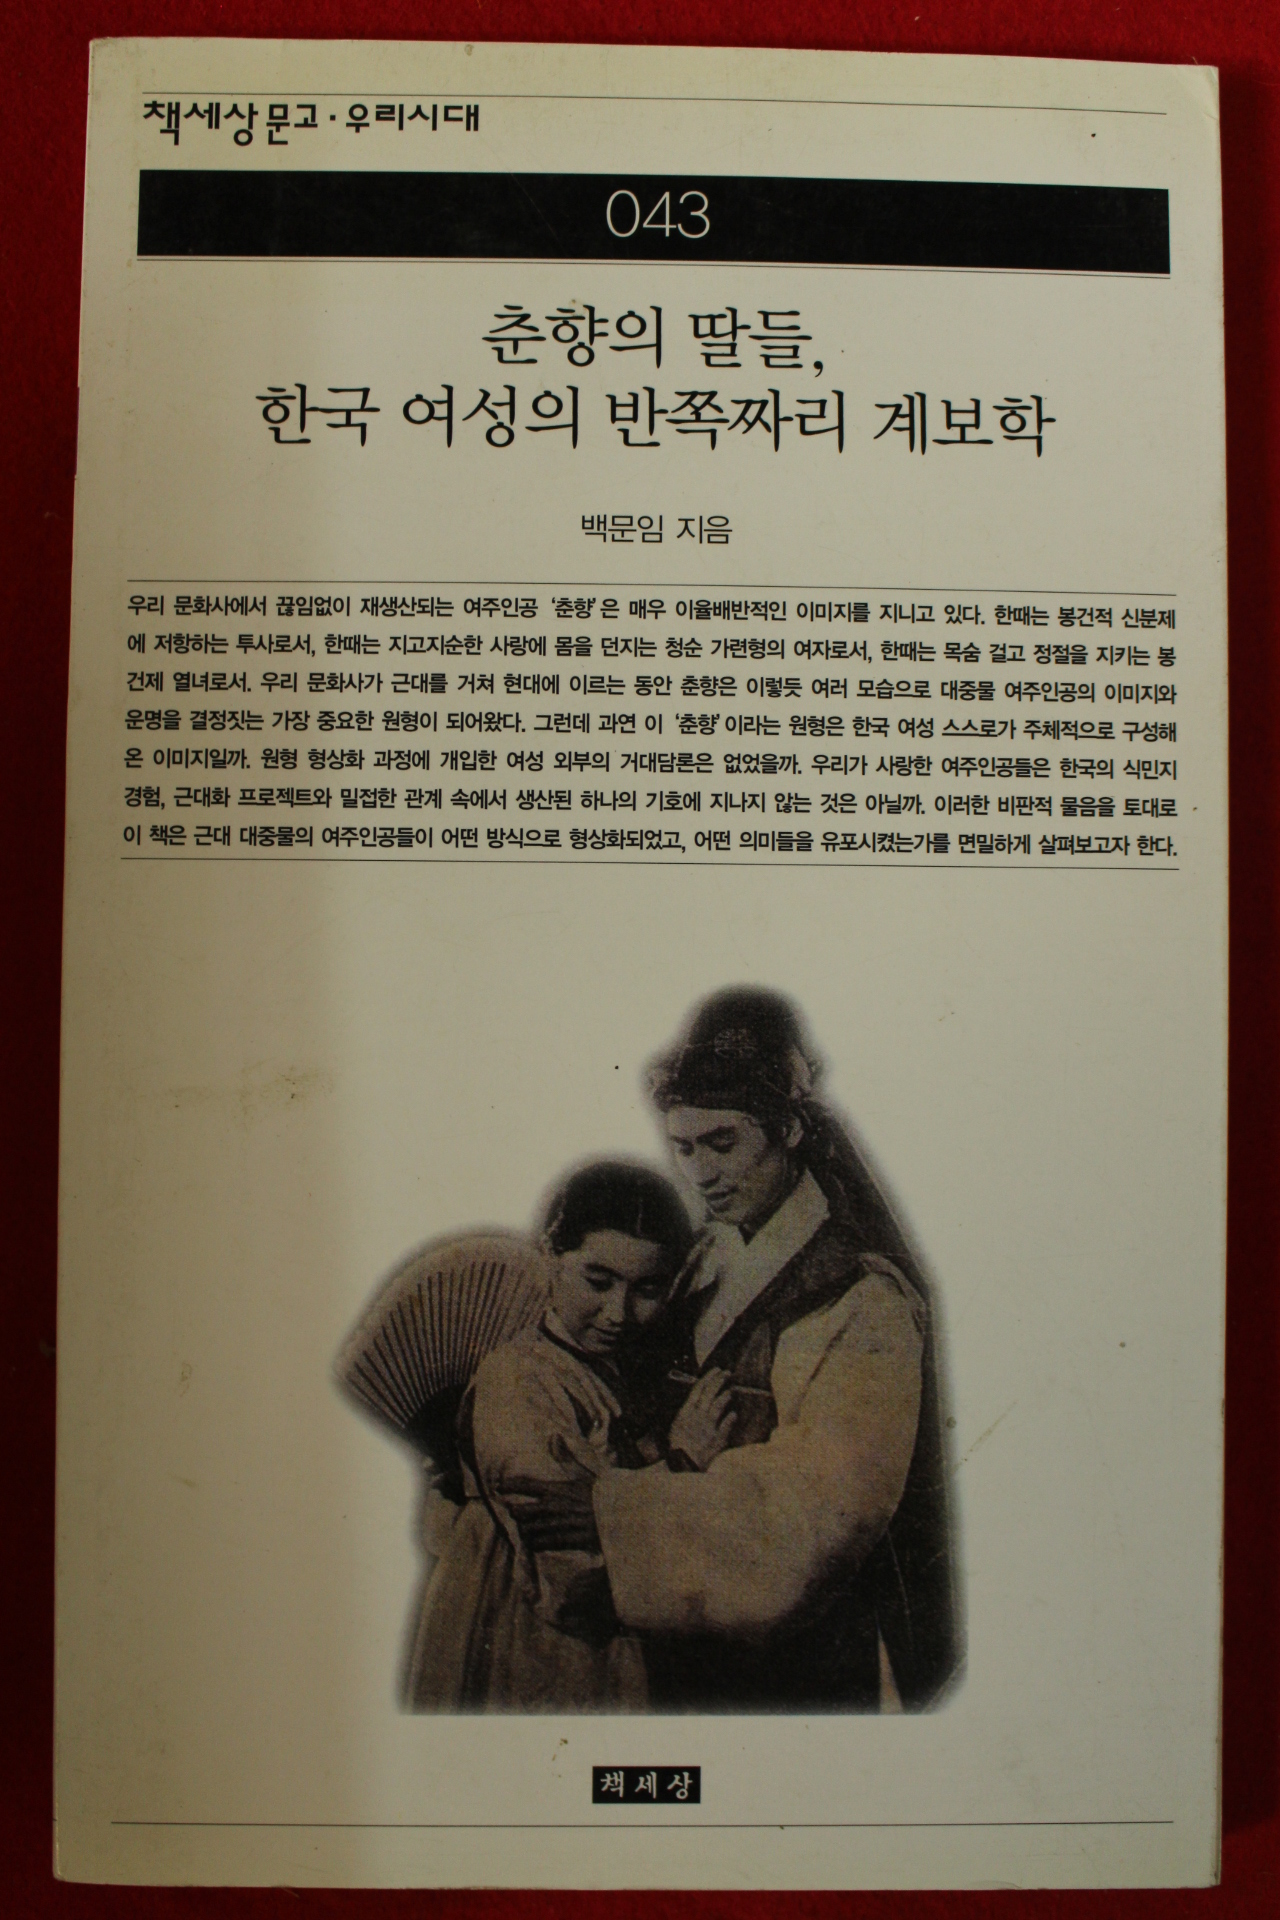 책세상문고·우리시대
043
춘향의 딸들,
한국 여성의 반쪽짜리 계보학
백문임 지음
우리 문화사에서 끊임없이 재생산되는 여주인공 ‘춘향’은 매우 이율배반적인 이미지를 지니고 있다. 한때는 봉건적 신분제
에 저항하는 투사로서, 한때는 지고지순한 사랑에 몸을 던지는 청순 가련형의 여자로서, 한때는 목숨 걸고 정절을 지키는 봉
건제 열녀로서. 우리 문화사가 근대를 거쳐 현대에 이르는 동안 춘향은 이렇듯 여러 모습으로 대중물 여주인공의 이미지와
운명을 결정짓는 가장 중요한 원형이 되어왔다. 그런데 과연 이 ‘춘향’이라는 원형은 한국 여성 스스로가 주체적으로 구성해
온 이미지일까. 원형 형상화 과정에 개입한 여성 외부의 거대담론은 없었을까. 우리가 사랑한 여주인공들은 한국의 식민지
경험, 근대화 프로젝트와 밀접한 관계 속에서 생산된 하나의 기호에 지나지 않는 것은 아닐까. 이러한 비판적 물음을 토대로
이 책은 근대 대중물의 여주인공들이 어떤 방식으로 형상화되었고, 어떤 의미들을 유포시켰는가를 면밀하게 살펴보고자 한다.
책세상